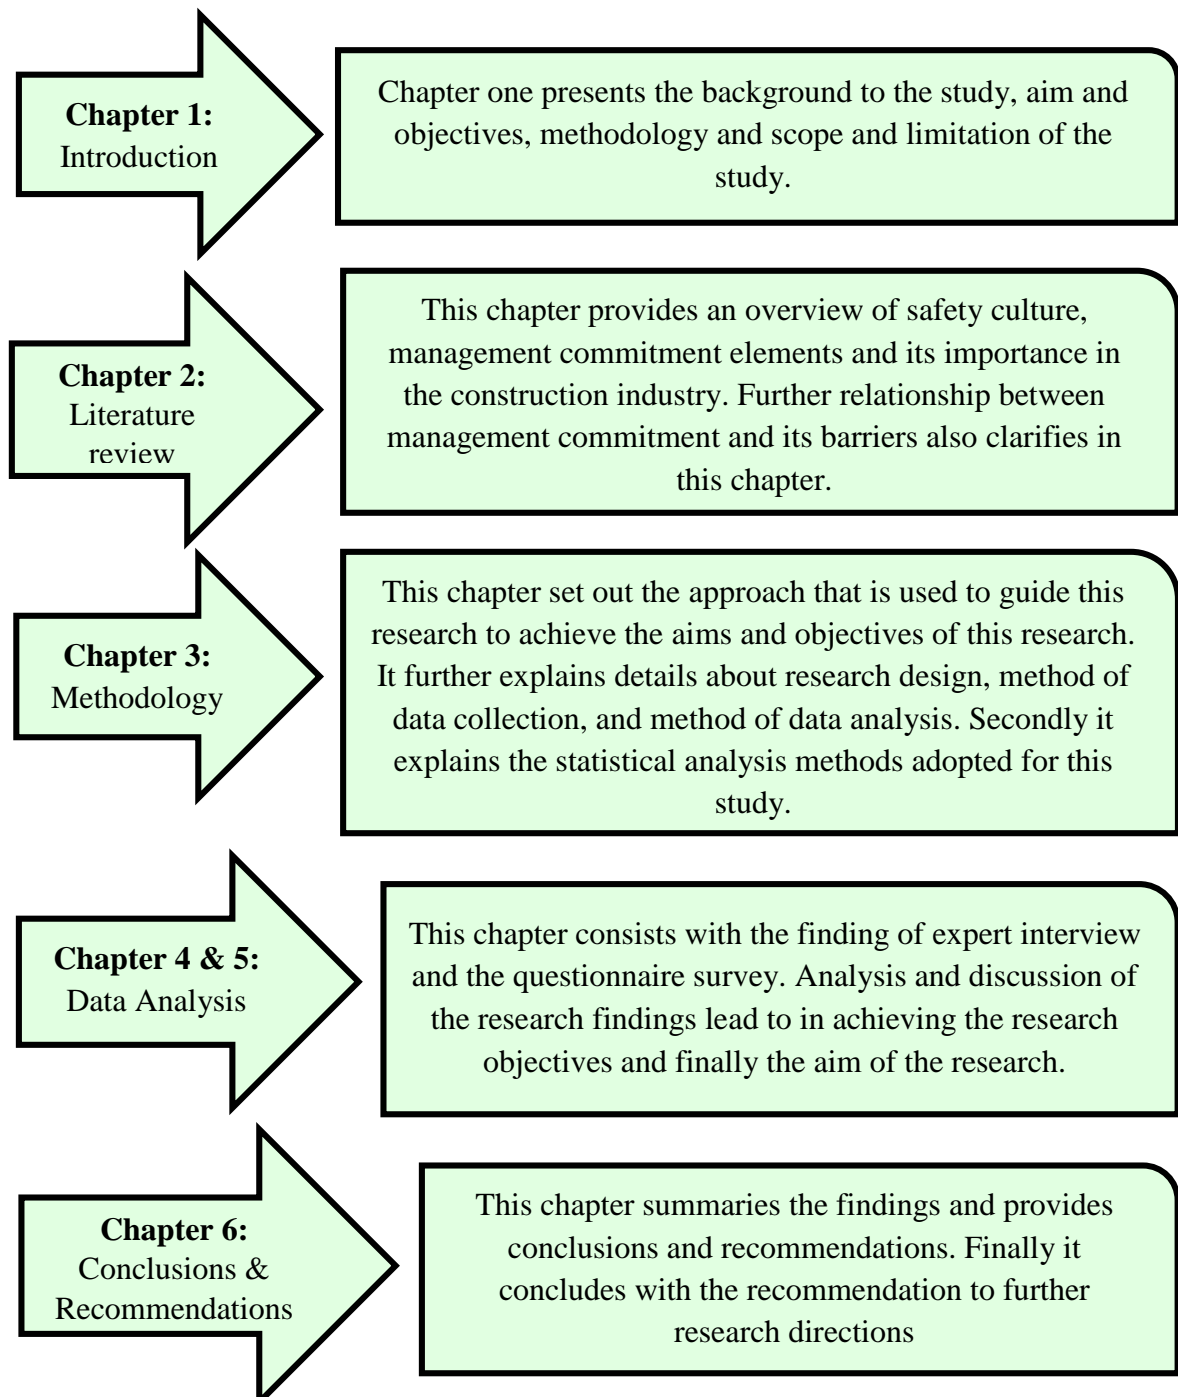 Chapter 1:
Introduction
Chapter one presents the background to the study, aim and
objectives, methodology and scope and limitation of the
study.
Chapter 2:
Literature
review
This chapter provides an overview of safety culture,
management commitment elements and its importance in
the construction industry. Further relationship between
management commitment and its barriers also clarifies in
this chapter.
Chapter 3:
Methodology
This chapter set out the approach that is used to guide this
research to achieve the aims and objectives of this research.
It further explains details about research design, method of
data collection, and method of data analysis. Secondly it
explains the statistical analysis methods adopted for this
study.
Chapter 4 & 5:
Data Analysis
This chapter consists with the finding of expert interview
and the questionnaire survey. Analysis and discussion of
the research findings lead to in achieving the research
objectives and finally the aim of the research.
Chapter 6:
Conclusions &
Recommendations
This chapter summaries the findings and provides
conclusions and recommendations. Finally it
concludes with the recommendation to further
research directions